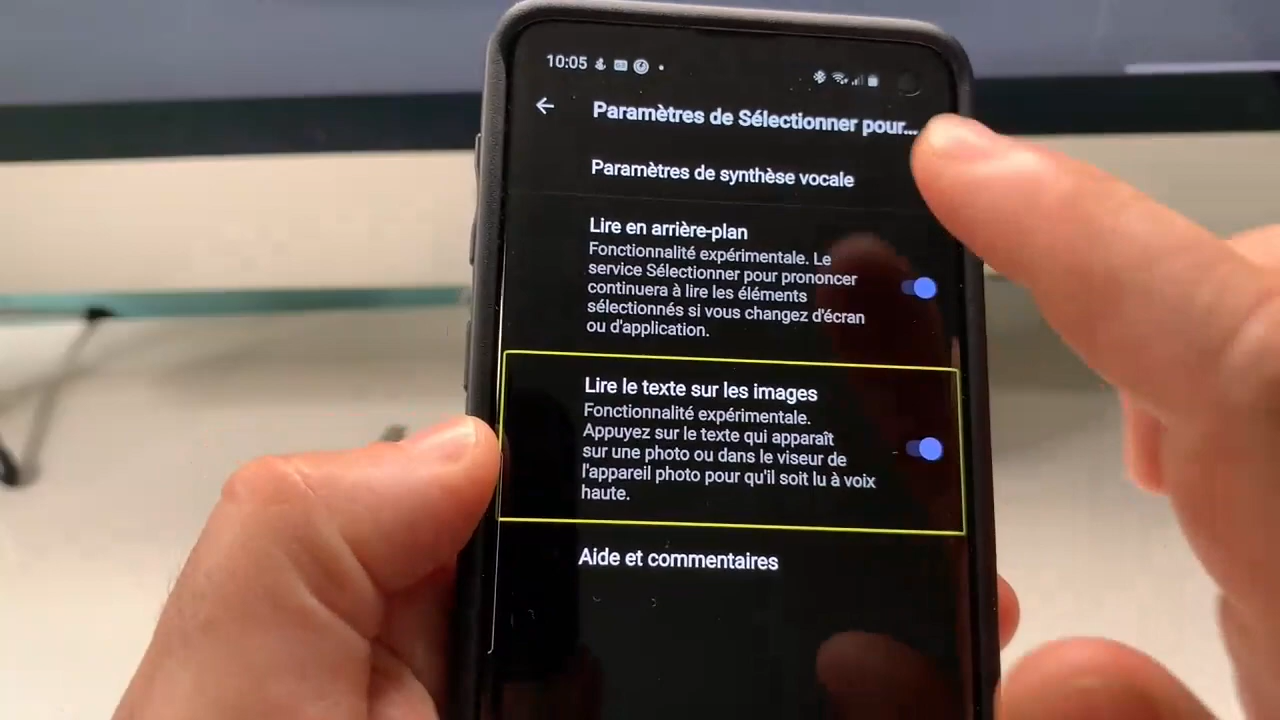 10:05
Paramètres de Sélectionner pour...
Paramètres de synthèse vocale
Lire en arrière-plan
Fonctionnalité expérimentale. Le
service Sélectionner pour prononcer
continuera à lire les éléments
sélectionnés si vous changez d'écran
ou d'application.
Lire le texte sur les images
Fonctionnalité expérimentale.
Appuyez sur le texte qui apparaît
sur une photo ou dans le viseur de
l'appareil photo pour qu'il soit lu à voix
haute.
Aide et commentaires